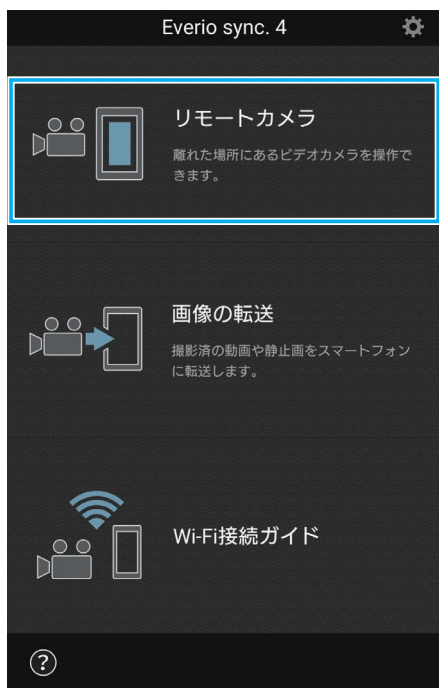 Everio sync. 4
リモートカメラ
離れた場所にあるビデオカメラを操作で
きます。
画像の転送
撮影済の動画や静止画をスマートフォン
に転送します。
Wi-Fi接続ガイド
?